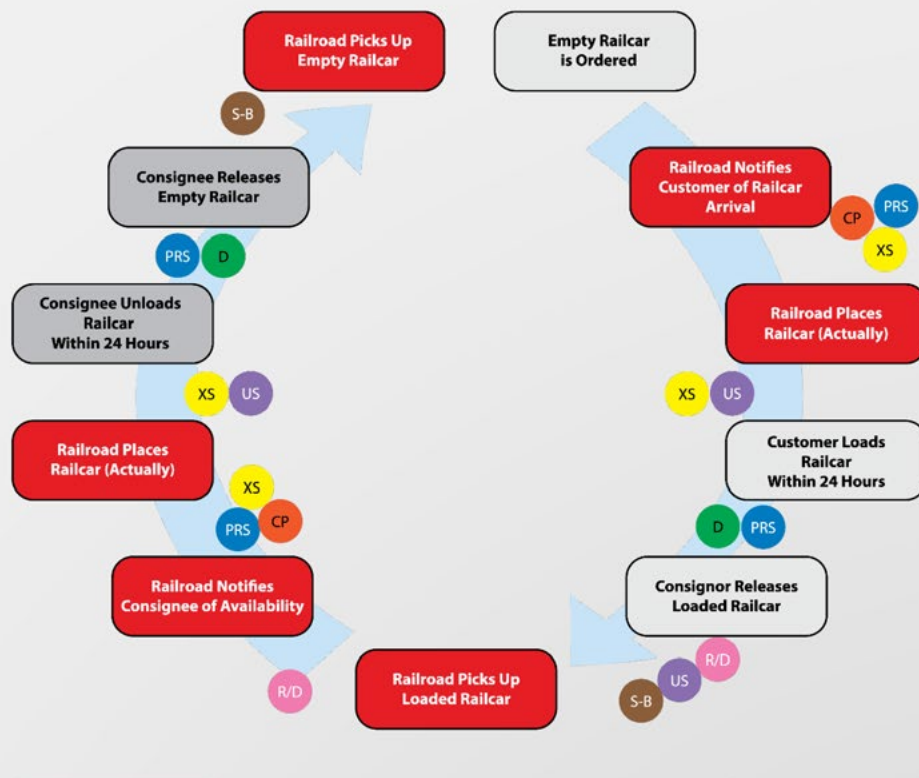 Railroad Picks Up
Empty Railcar
Empty Railcar
is Ordered
S-B
Consignee Releases
Empty Railcar
Railroad Notifies
Customer of Railcar
Arrival
CP
PRS
XS
PRS
D
Consignee Unloads
Railcar
Within 24 Hours
Railroad Places
Railcar (Actually)
XS
US
XS
US
Railroad Places
Railcar (Actually)
Customer Loads
Railcar
Within 24 Hours
XS
PRS
CP
D
PRS
Railroad Notifies
Consignee of Availability
Consignor Releases
Loaded Railcar
R/D
Railroad Picks Up
Loaded Railcar
R/D
US
S-B